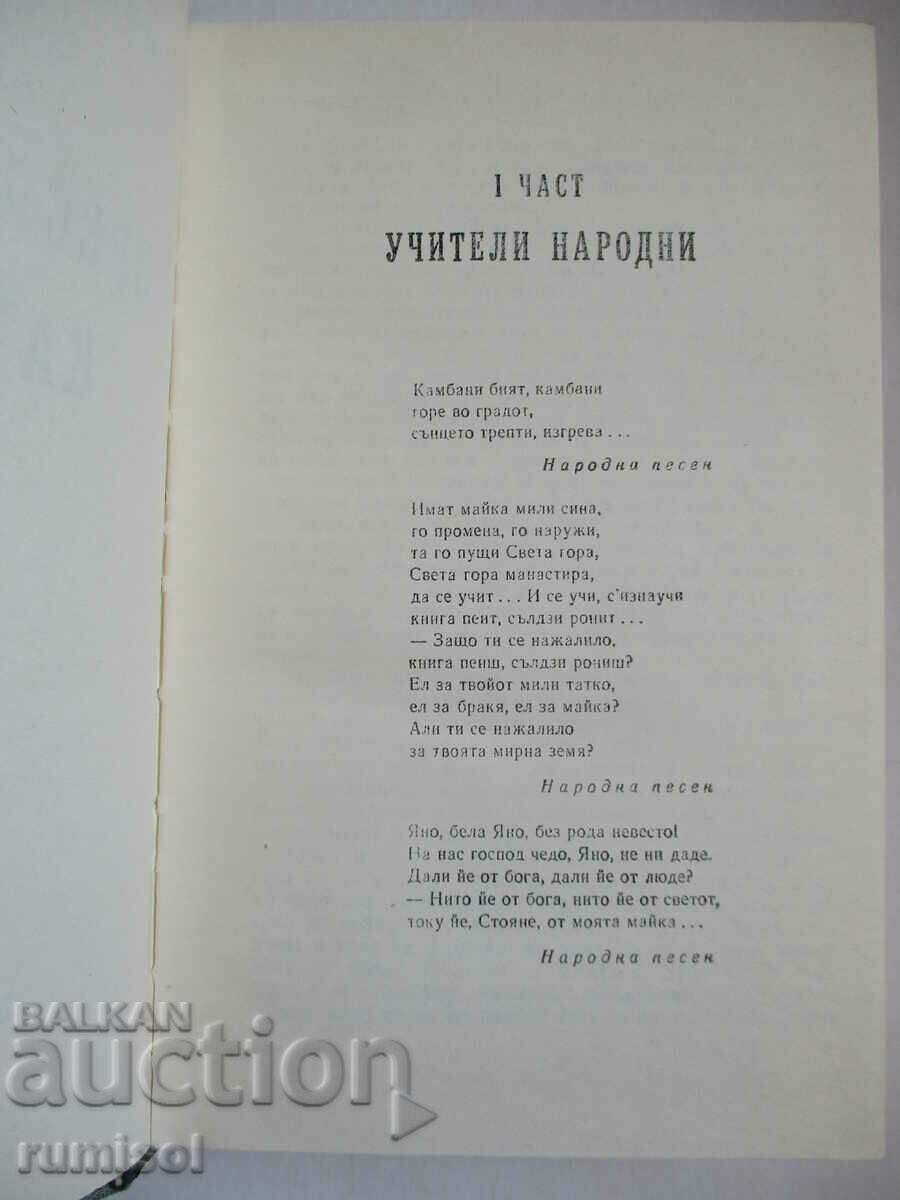 I ЧАСТ
УЧИТЕЛИ НАРОДНИ
Камбани бият, камбани
горе во градот,
сънцето трепти, изгрева...
Народна песен
Имат майка мили сина,
го промена, го наружи,
та го пущи Света гора,
Света гора манастира,
да се учит... И се учи, с'изнаучи
книга пеит, сълдзи ронит...
— Защо ти се нажалило,
книга пеиш, сълдзи рониш?
Ел за твойот мили татко,
ел за бракя, ел за майка?
Али ти се нажалило
за твоята мирна земя?
Народна песен
Яно, бела Яно, без рода невесто!
На нас господ чедо, Яно, не ни даде.
Дали йе от бога, дали йе от люде?
— Нито йе от бога, нито йе от светот,
току йе, Стояне, от моята майка...
Народна песен
BALKAN
auction
rumisol